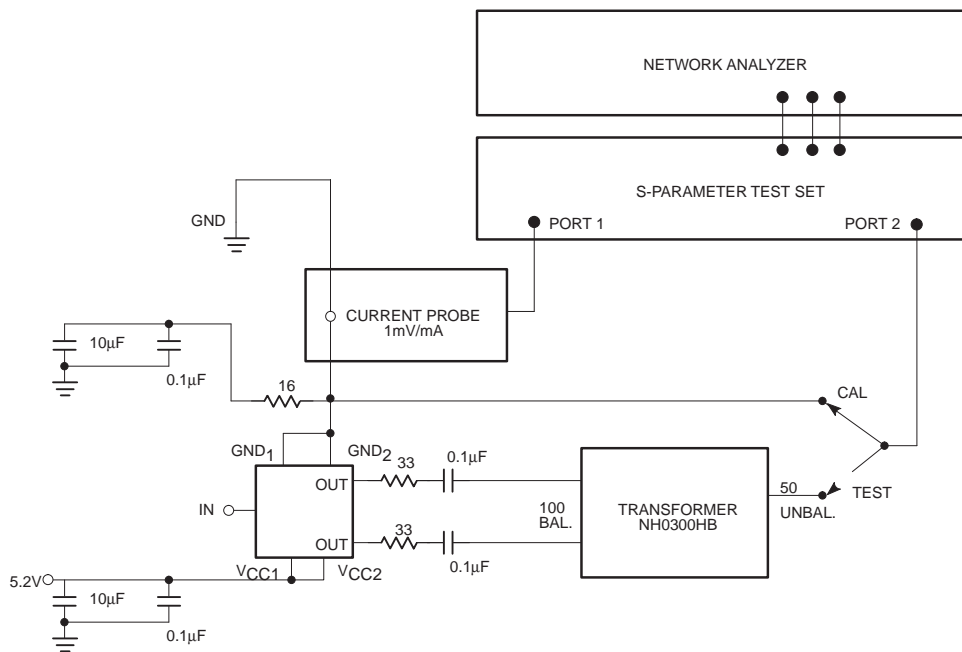 NETWORK ANALYZER
S-PARAMETER TEST SET
GND
PORT 1
PORT 2
CURRENT PROBE
1mV/mA
10μF
0.1μF
16
CAL
GND1
GND2
33
0.1μF
OUT
IN
50
TEST
UNBAL.
100
BAL.
TRANSFORMER
NH0300HB
OUT
33
0.1μF
VCC1
VCC2
5.2V
10μF
0.1μF